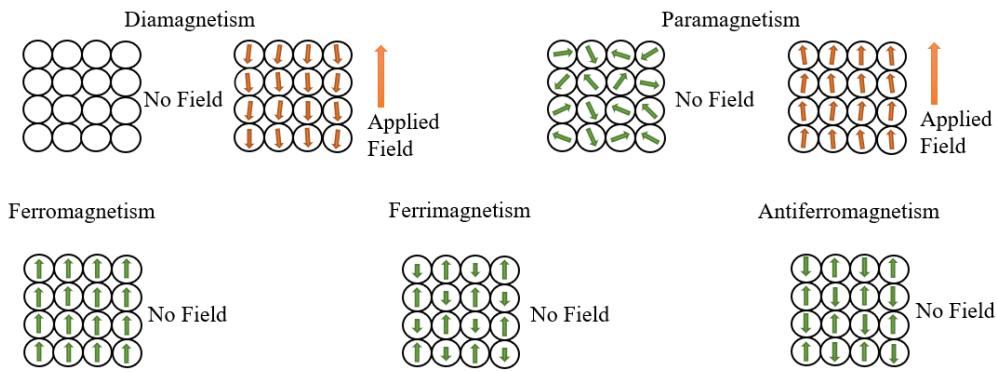 Diamagnetism
Paramagnetism
No Field
Applied
Field
No Field
Applied
Field
Ferromagnetism
Ferrimagnetism
Antiferromagnetism
No Field
No Field
No Field